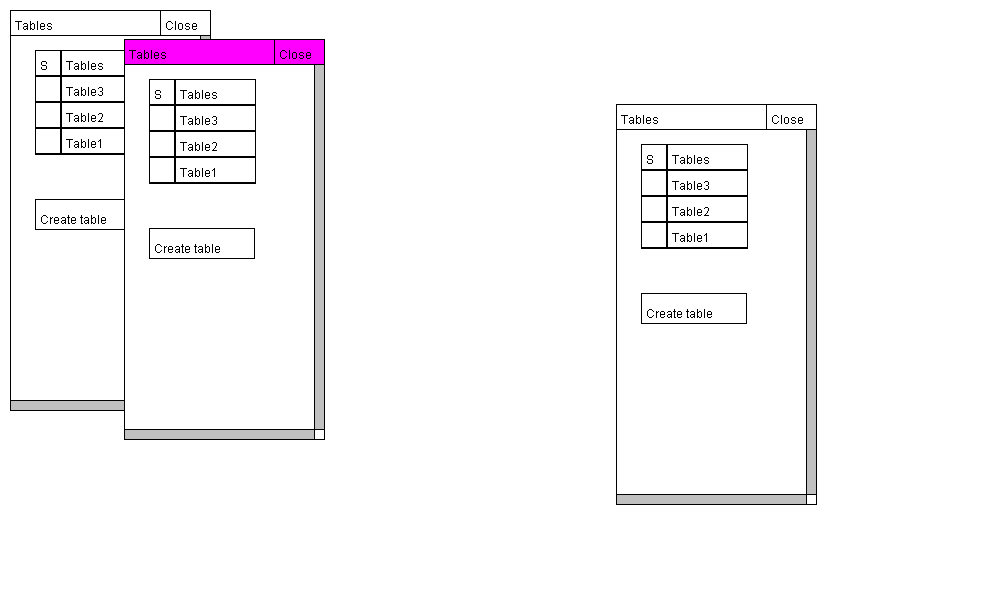 Tables Close
S Tables
Table3
Table2
Table1
Create table
Tables Close
S Tables
Table3
Table2
Table1
Create table
Tables Close
S Tables
Table3
Table2
Table1
Create table